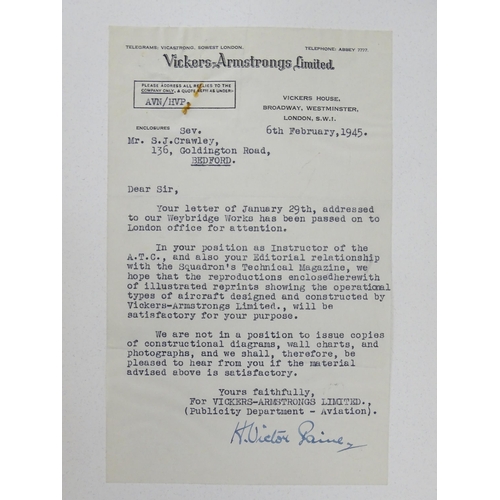 TELEGRAMS: VICASTRONG, SOWEST LONDON. TELEPHONE: ABBEY 7777.
Vickers-Armstrongs Limited.
PLEASE ADDRESS ALL REPLIES TO THE
COMPANY ONLY, & QUOTE REF AS UNDER:-
AVN/HVP.
VICKERS HOUSE,
BROADWAY, WESTMINSTER,
LONDON, S.W.1.
ENCLOSURES Sev. 6th February, 1945.
Mr. S.J.Crawley,
136, Goldington Road,
BEDFORD.
Dear Sir,
Your letter of January 29th, addressed
to our Weybridge Works has been passed on to
London office for attention.
In your position as Instructor of the
A.T.C., and also your Editorial relationship
with the Squadron's Technical Magazine, we
hope that the reproductions enclosedherewith
of illustrated reprints showing the operational
types of aircraft designed and constructed by
Vickers-Armstrongs Limited., will be
satisfactory for your purpose.
We are not in a position to issue copies
of constructional diagrams, wall charts, and
photographs, and we shall, therefore, be
pleased to hear from you if the material
advised above is satisfactory.
Yours faithfully,
For VICKERS-ARMSTRONGS LIMITED.,
(Publicity Department - Aviation).
H. Victor Paine.